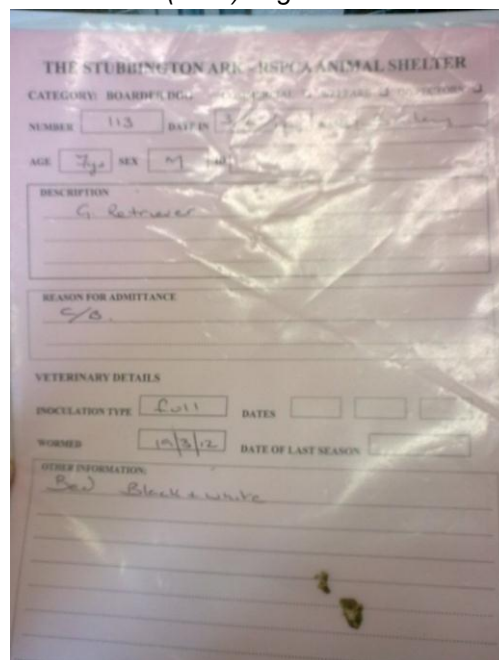 THE STUBBINGTON ARK - RSPCA ANIMAL SHELTER
CATEGORY: BOARDER DOG
NUMBER 113 DATE IN
AGE 7yrs SEX M
DESCRIPTION
G. Retriever
REASON FOR ADMITTANCE
C/B.
VETERINARY DETAILS
INOCULATION TYPE full DATES
WORMED 19/3/12 DATE OF LAST SEASON
OTHER INFORMATION:
Bed Black + white